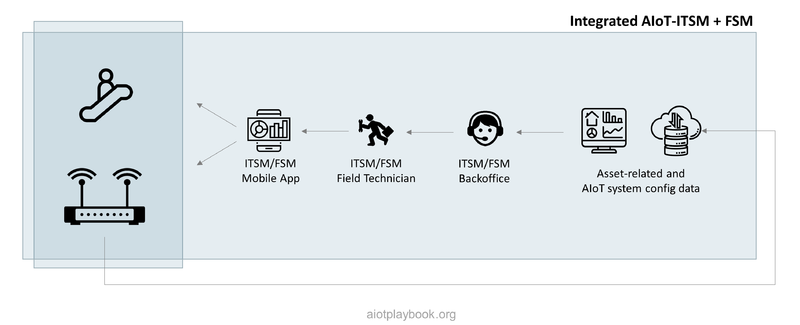 Integrated AIoT-ITSM + FSM
ITSM/FSM
Mobile App
ITSM/FSM
Field Technician
ITSM/FSM
Backoffice
Asset-related and
AIoT system config data
aiotplaybook.org